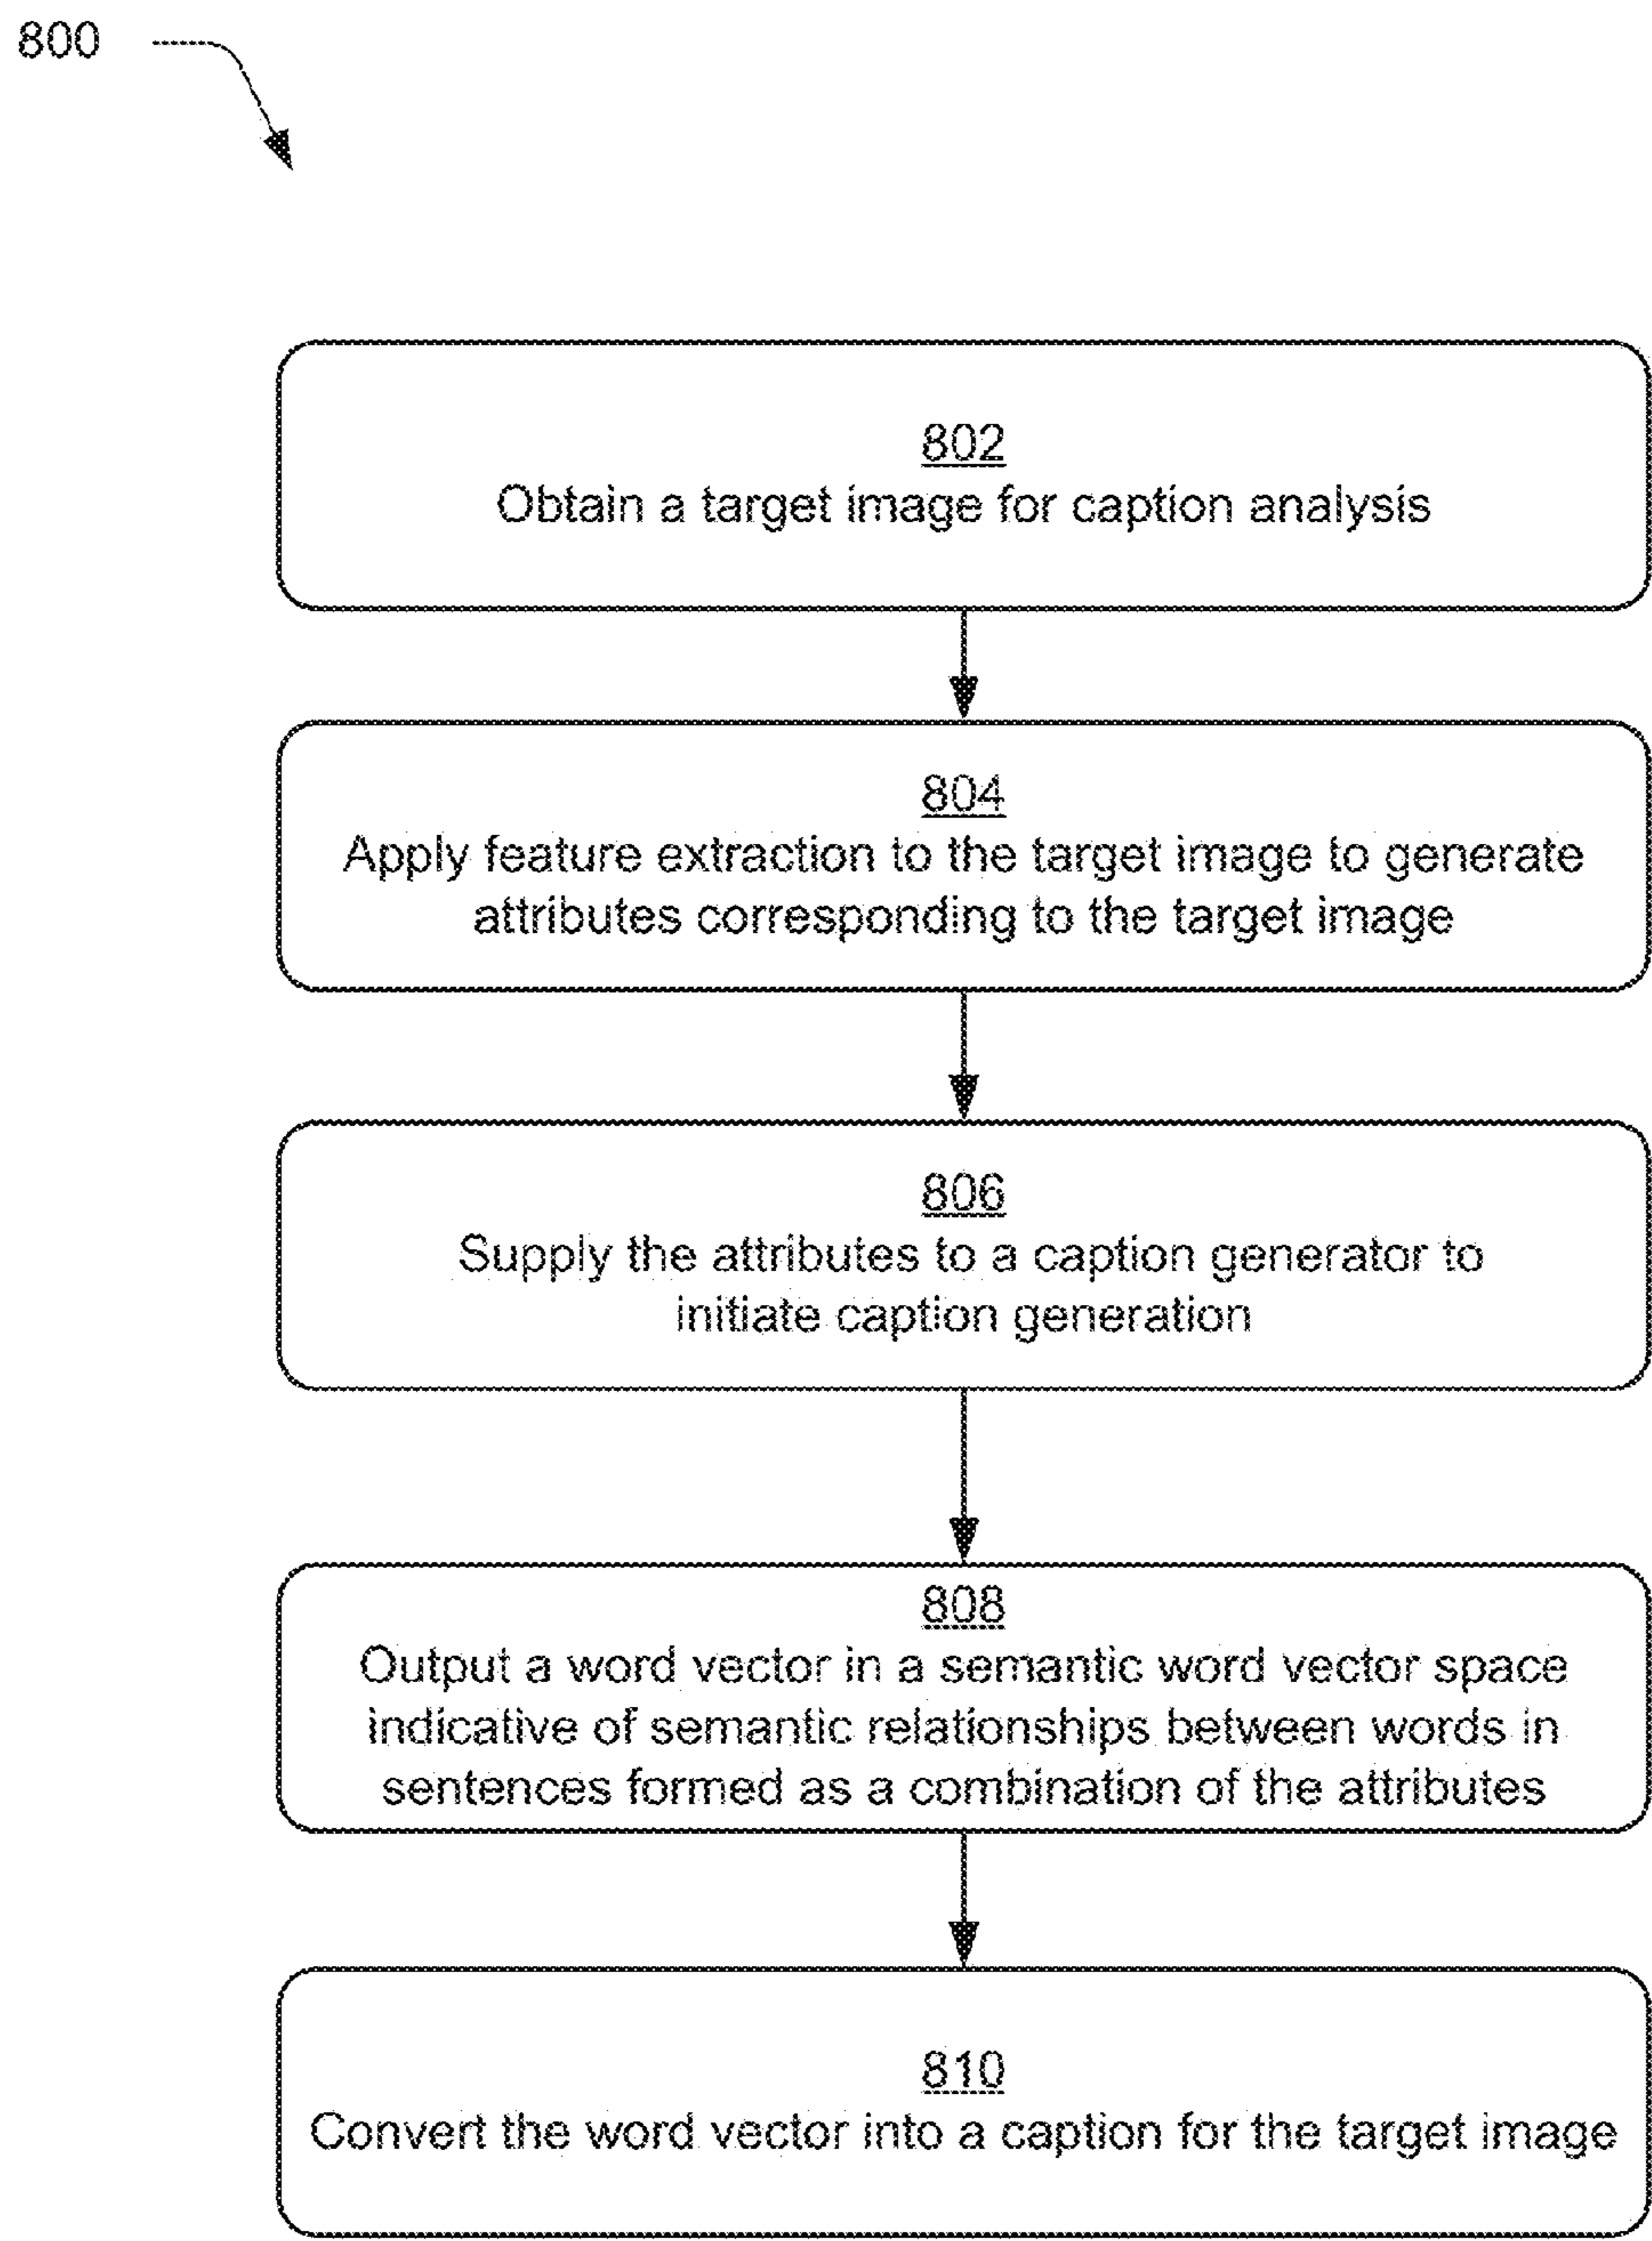 800
802
Obtain a target image for caption analysis
804
Apply feature extraction to the target image to generate
attributes corresponding to the target image
806
Supply the attributes to a caption generator to
initiate caption generation
808
Output a word vector in a semantic word vector space
indicative of semantic relationships between words in
sentences formed as a combination of the attributes
810
Convert the word vector into a caption for the target image